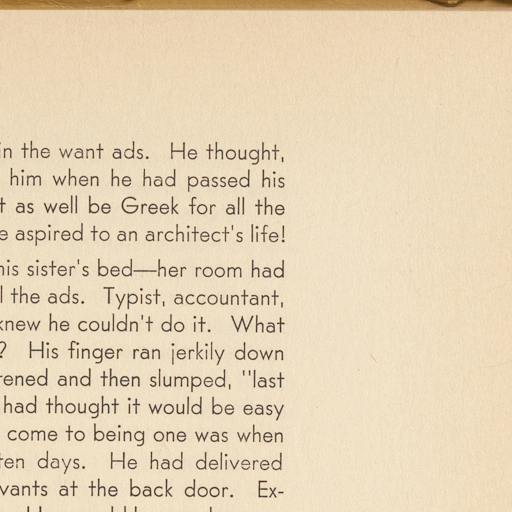 in the want ads. He thought,
him when he had passed his
as well be Greek for all the
aspired to an architect's life!
his sister's bed—her room had
the ads. Typist, accountant,
knew he couldn't do it. What
? His finger ran jerkily down
and then slumped, "last
had thought it would be easy
come to being one was when
ten days. He had delivered
at the back door. Ex-